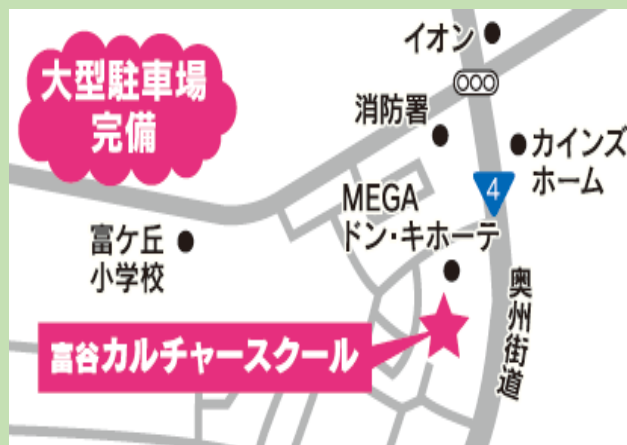 大型駐車場
完備
イオン
消防署
カインズ
ホーム
4
MEGA
ドン・キホーテ
富ケ丘
小学校
奥州街道
富谷カルチャースクール